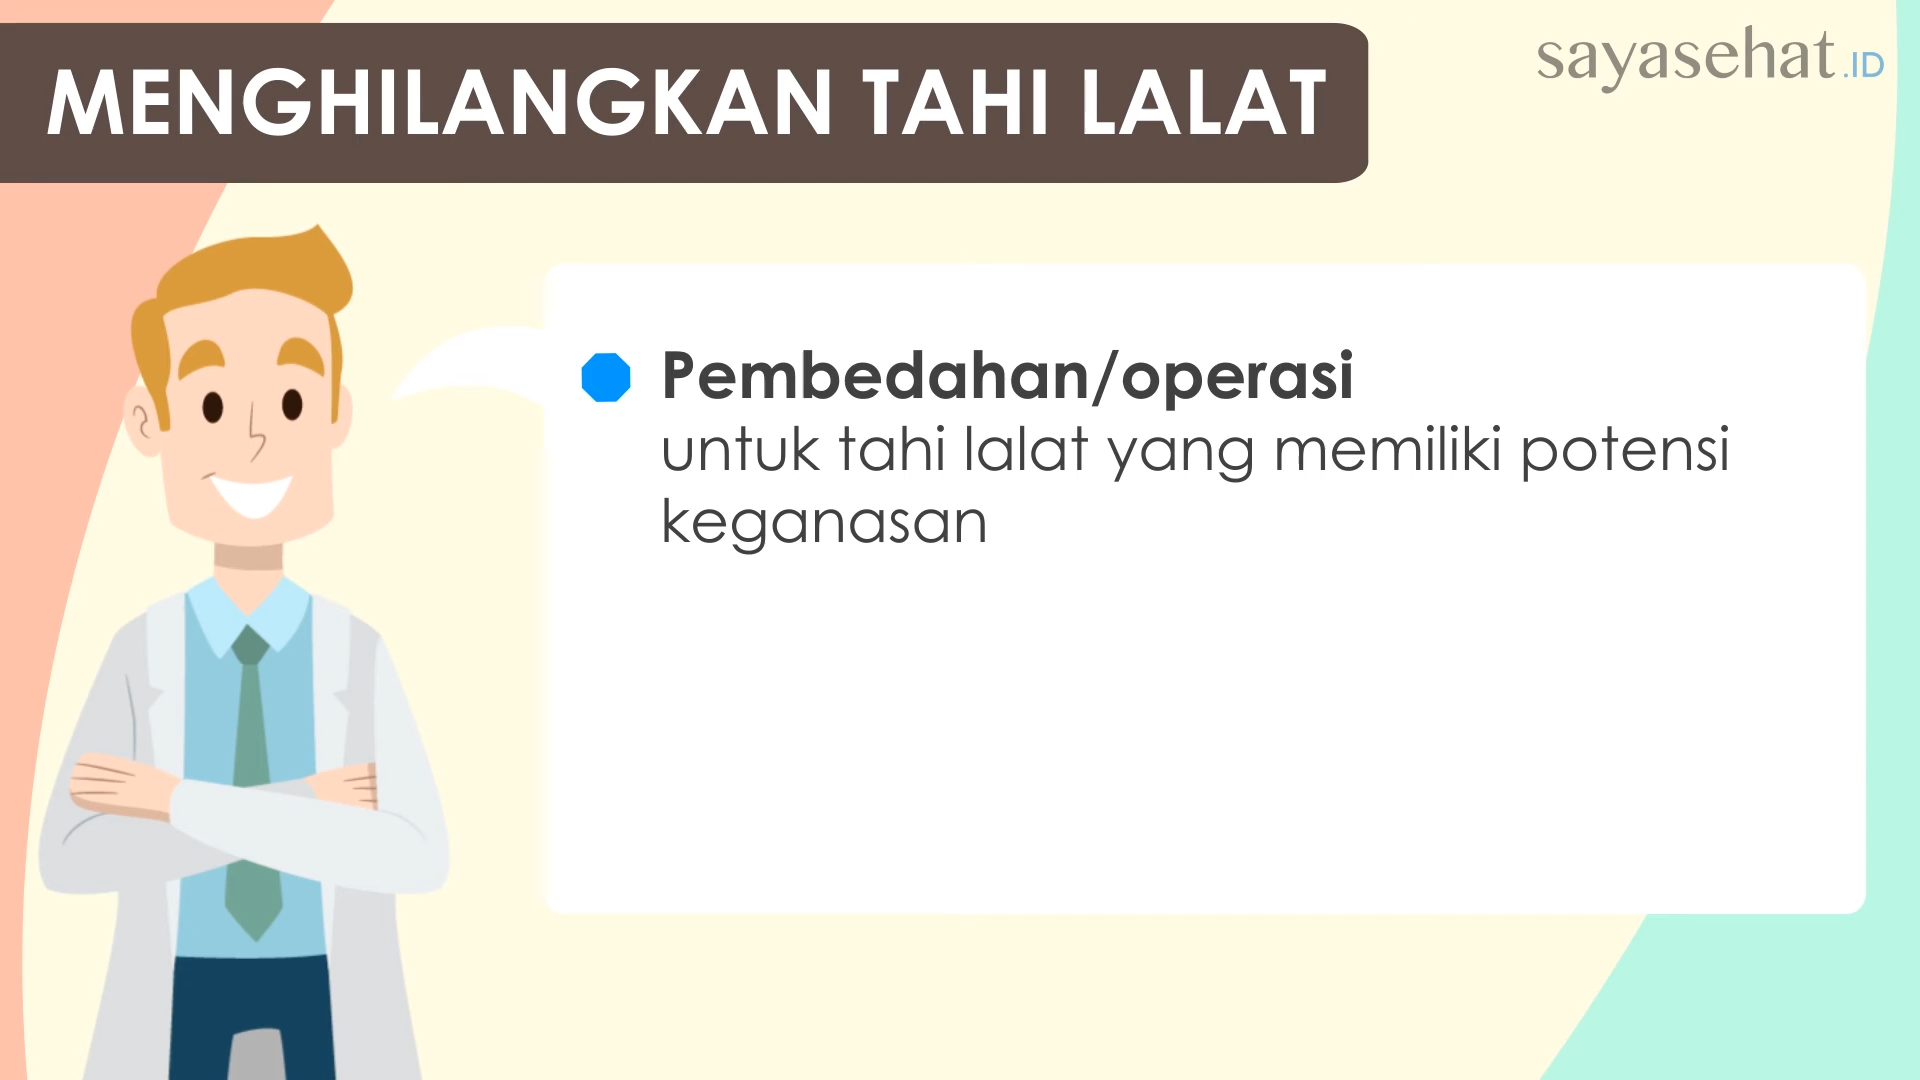 MENGHILANGKAN TAHI LALAT
sayasehat.ID
Pembedahan/operasi
untuk tahi lalat yang memiliki potensi
keganasan